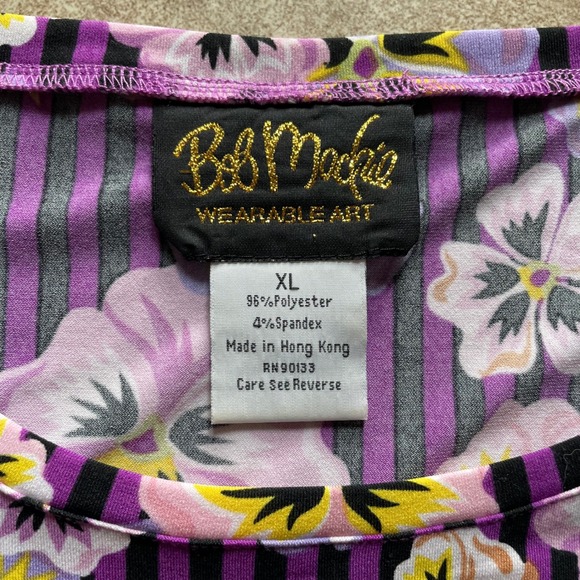 Bob Mackie
WEARABLE ART
XL
96%Polyester
4%Spandex
Made in Hong Kong
RN90133
Care See Reverse